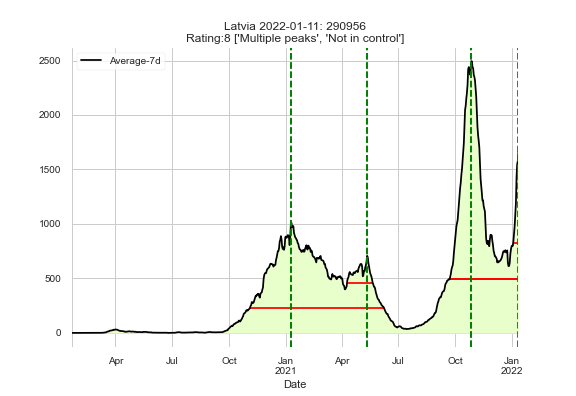 Latvia 2022-01-11: 290956
Rating:8 ['Multiple peaks', 'Not in control']
Average-7d
2500
2000
1500
1000
500
0
Apr Jul Oct Jan Apr Jul Oct Jan
2021 2022
Date